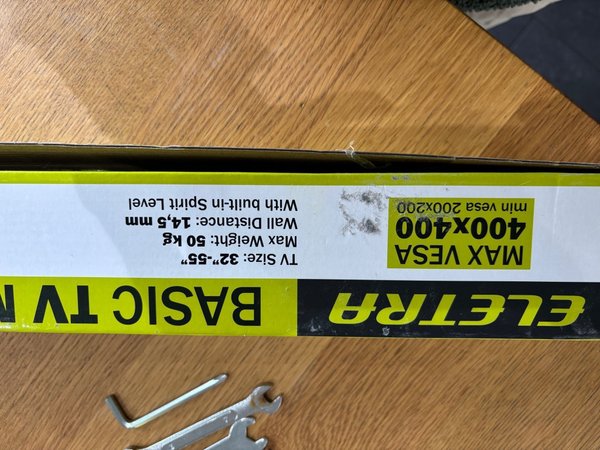 ELETRA
BASIC TV
MAX VESA
400x400
min vesa 200x200
TV Size: 32”-55”
Max Weight: 50 kg
Wall Distance: 14,5 mm
With built-in Spirit Level